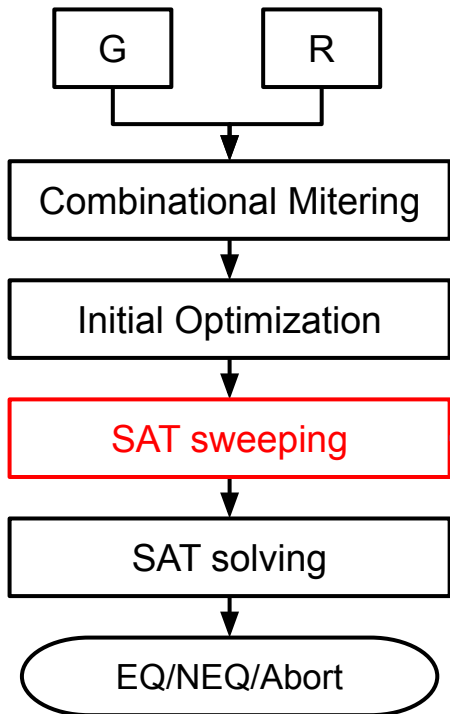 G
R
Combinational Mitering
Initial Optimization
SAT sweeping
SAT solving
EQ/NEQ/Abort